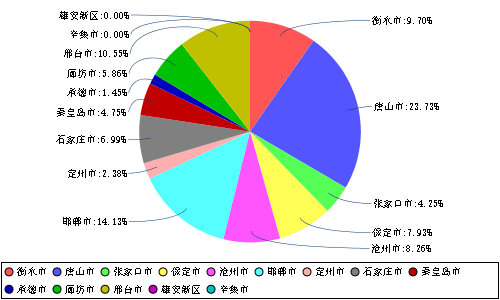 雄安新区:0.00%
辛集市:0.00%
邢台市:10.55%
廊坊市:5.86%
承德市:1.45%
秦皇岛市:4.75%
石家庄市:6.99%
定州市:2.38%
邯郸市:14.13%
衡水市:9.70%
唐山市:23.73%
张家口市:4.25%
保定市:7.93%
沧州市:8.26%
衡水市 唐山市 张家口市 保定市 沧州市 邯郸市 定州市 石家庄市 秦皇岛市
承德市 廊坊市 邢台市 雄安新区 辛集市